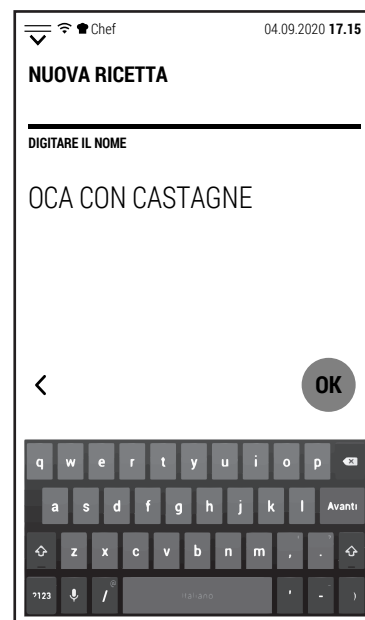 Chef 04.09.2020 17.15
NUOVA RICETTA
DIGITARE IL NOME
OCA CON CASTAGNE
OK
q w e r t y u i o p
a s d f g h j k l Avanti
z x c v b n m , .
?123 @ / Italiano ' - )